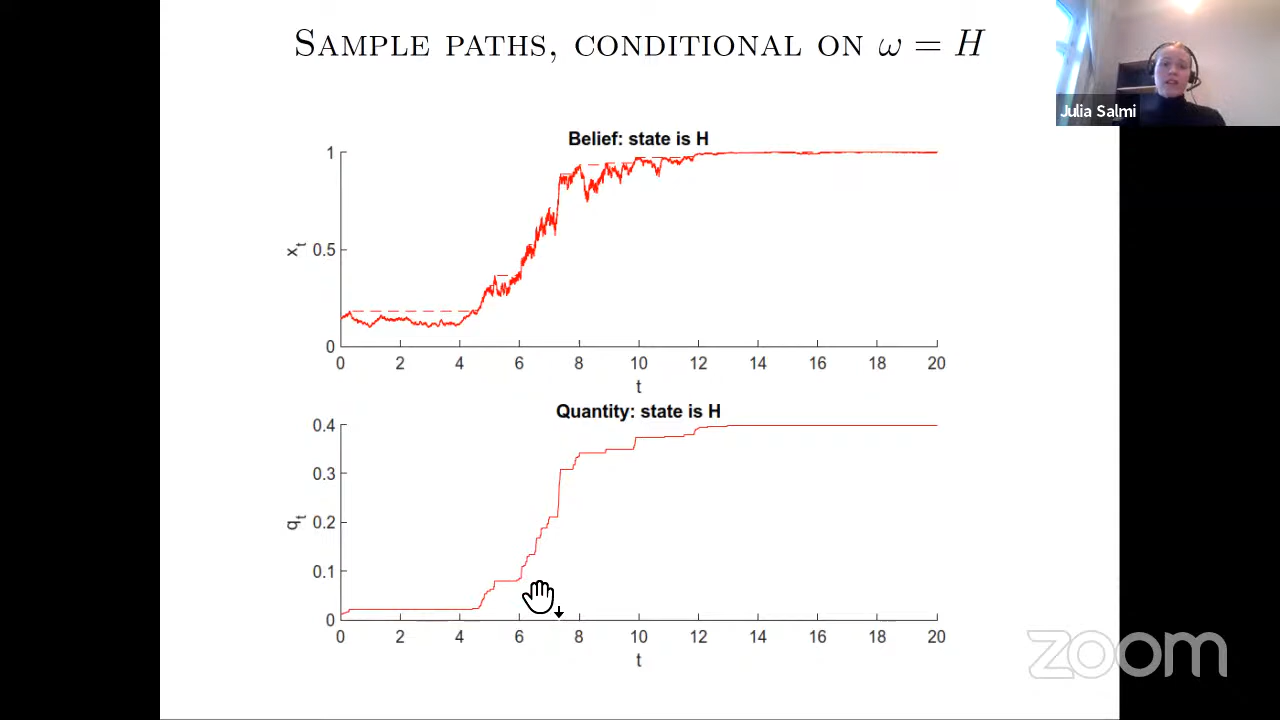 SAMPLE PATHS, CONDITIONAL ON ω = H
Julia Salmi
Belief: state is H
1
0.5
0
x_t
0 2 4 6 8 10 12 14 16 18 20
t
Quantity: state is H
0.4
0.3
0.2
0.1
0
q_t
0 2 4 6 8 10 12 14 16 18 20
t
zoom